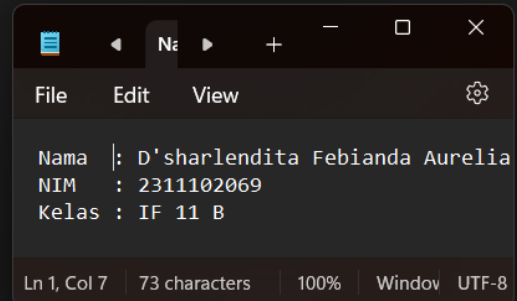 Na
File Edit View
Nama : D'sharlendita Febianda Aurelia
NIM : 2311102069
Kelas : IF 11 B
Ln 1, Col 7 73 characters 100% Window UTF-8